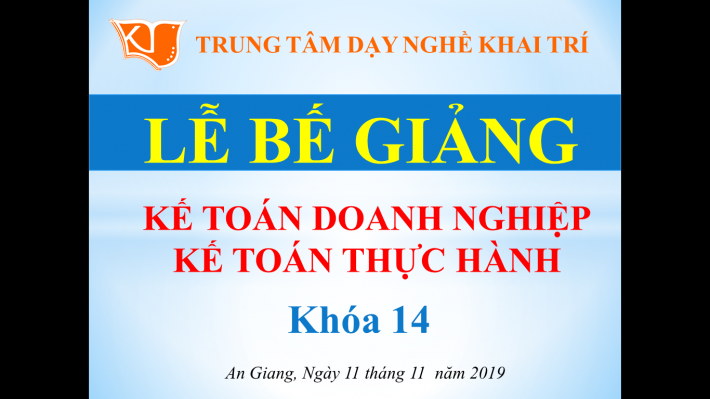 KT
TRUNG TÂM DẠY NGHỀ KHAI TRÍ
LỄ BẾ GIẢNG
KẾ TOÁN DOANH NGHIỆP
KẾ TOÁN THỰC HÀNH
Khóa 14
An Giang, Ngày 11 tháng 11 năm 2019